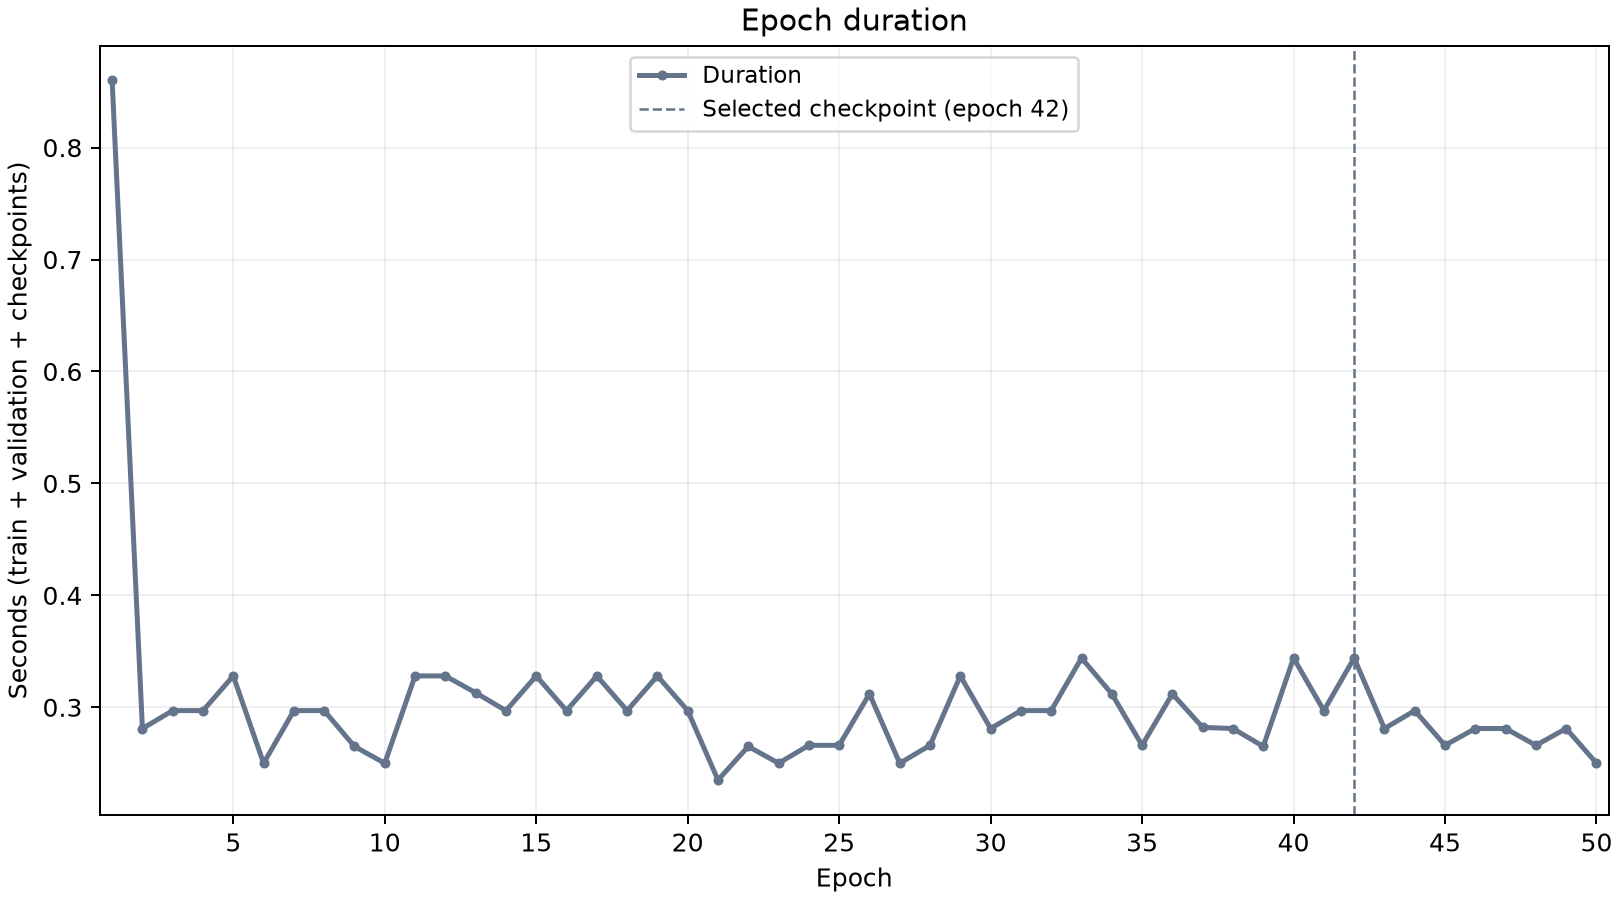 Epoch duration
Duration
Selected checkpoint (epoch 42)
Seconds (train + validation + checkpoints)
0.8
0.7
0.6
0.5
0.4
0.3
5 10 15 20 25 30 35 40 45 50
Epoch